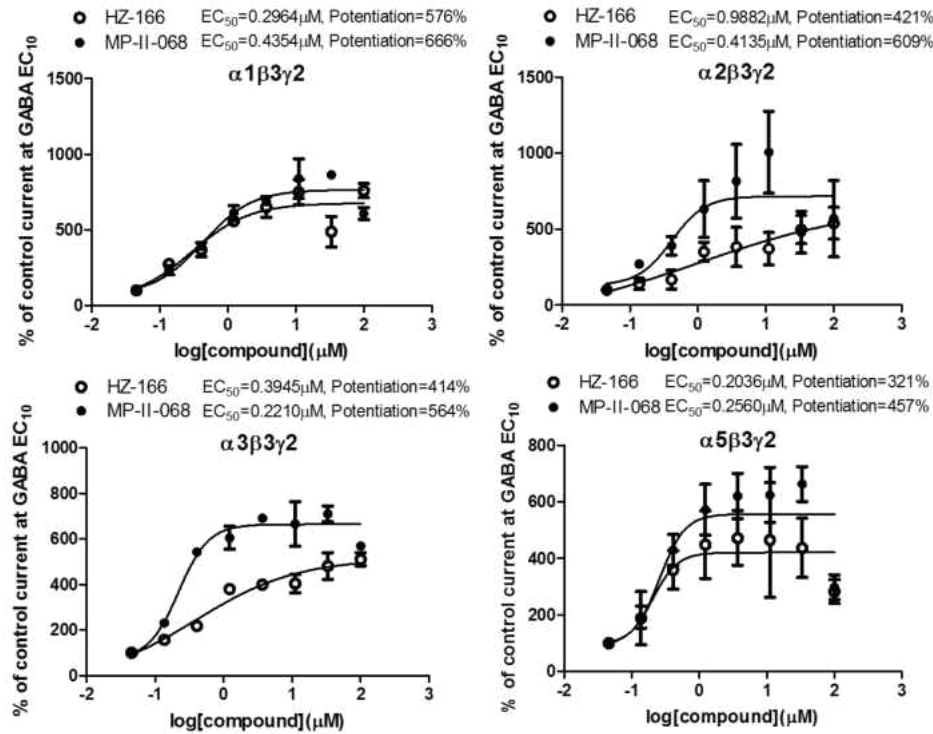 HZ-166 EC50=0.2964µM, Potentiation=576%
MP-II-068 EC50=0.4354µM, Potentiation=666%
α1β3γ2
% of control current at GABA EC10
1500
1000
500
0
-2 -1 0 1 2 3
log[compound](µM)
HZ-166 EC50=0.9882µM, Potentiation=421%
MP-II-068 EC50=0.4135µM, Potentiation=609%
α2β3γ2
% of control current at GABA EC10
1500
1000
500
0
-2 -1 0 1 2 3
log[compound](µM)
HZ-166 EC50=0.3945µM, Potentiation=414%
MP-II-068 EC50=0.2210µM, Potentiation=564%
α3β3γ2
% of control current at GABA EC10
1000
800
600
400
200
0
-2 -1 0 1 2 3
log[compound](µM)
HZ-166 EC50=0.2036µM, Potentiation=321%
MP-II-068 EC50=0.2560µM, Potentiation=457%
α5β3γ2
% of control current at GABA EC10
800
600
400
200
0
-2 -1 0 1 2 3
log[compound](µM)